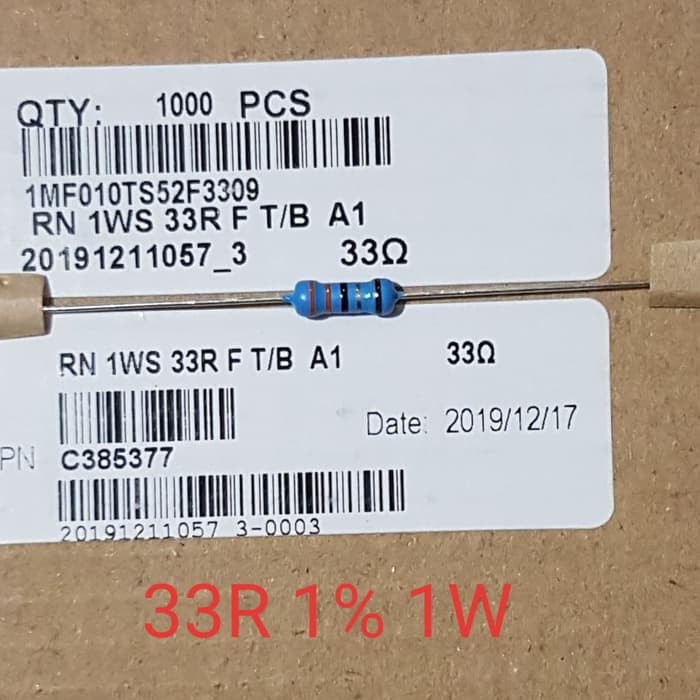 QTY: 1000 PCS
1MF010TS52F3309
RN 1WS 33R F T/B A1
20191211057_3 33Ω
RN 1WS 33R F T/B A1 33Ω
Date: 2019/12/17
PN C385377
20191211057 3-0003
33R 1% 1W